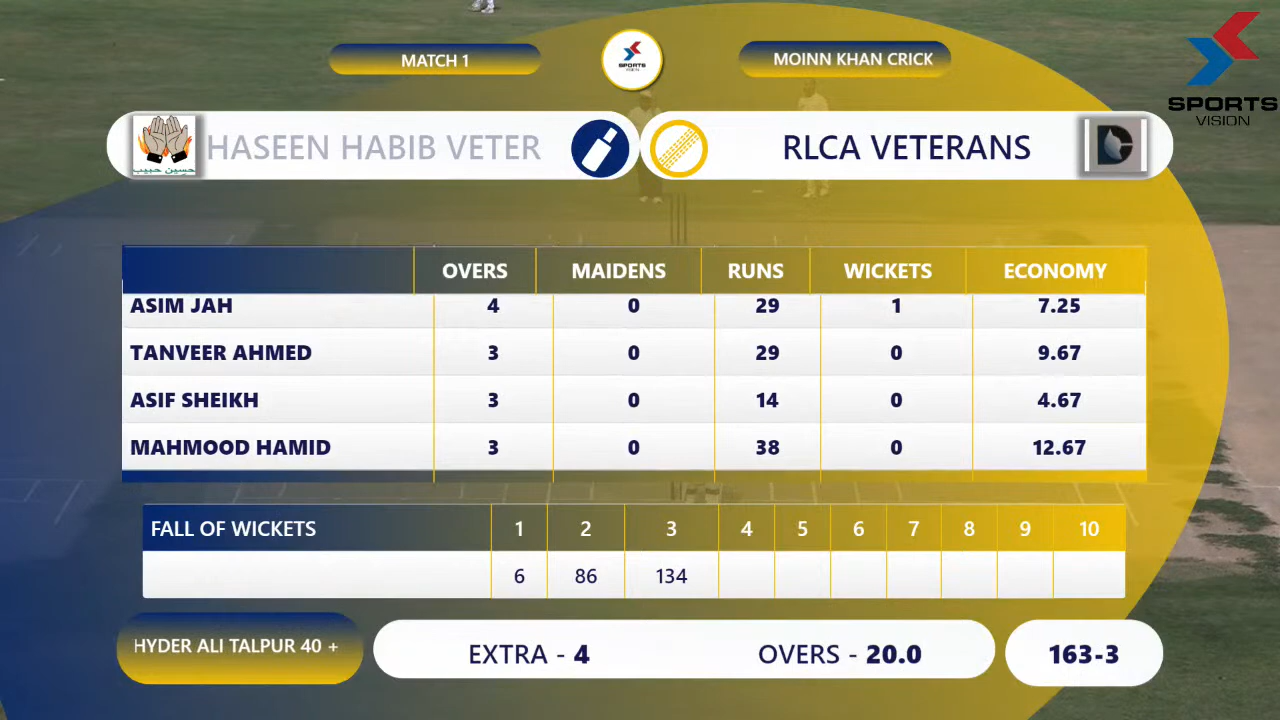 MATCH 1
SPORTS
VISION
MOINN KHAN CRICK
SPORTS
VISION
حسین حبیب
HASEEN HABIB VETER
RLCA VETERANS
OVERS MAIDENS RUNS WICKETS ECONOMY
ASIM JAH 4 0 29 1 7.25
TANVEER AHMED 3 0 29 0 9.67
ASIF SHEIKH 3 0 14 0 4.67
MAHMOOD HAMID 3 0 38 0 12.67
FALL OF WICKETS 1 2 3 4 5 6 7 8 9 10
6 86 134
HYDER ALI TALPUR 40 +
EXTRA - 4 OVERS - 20.0 163-3